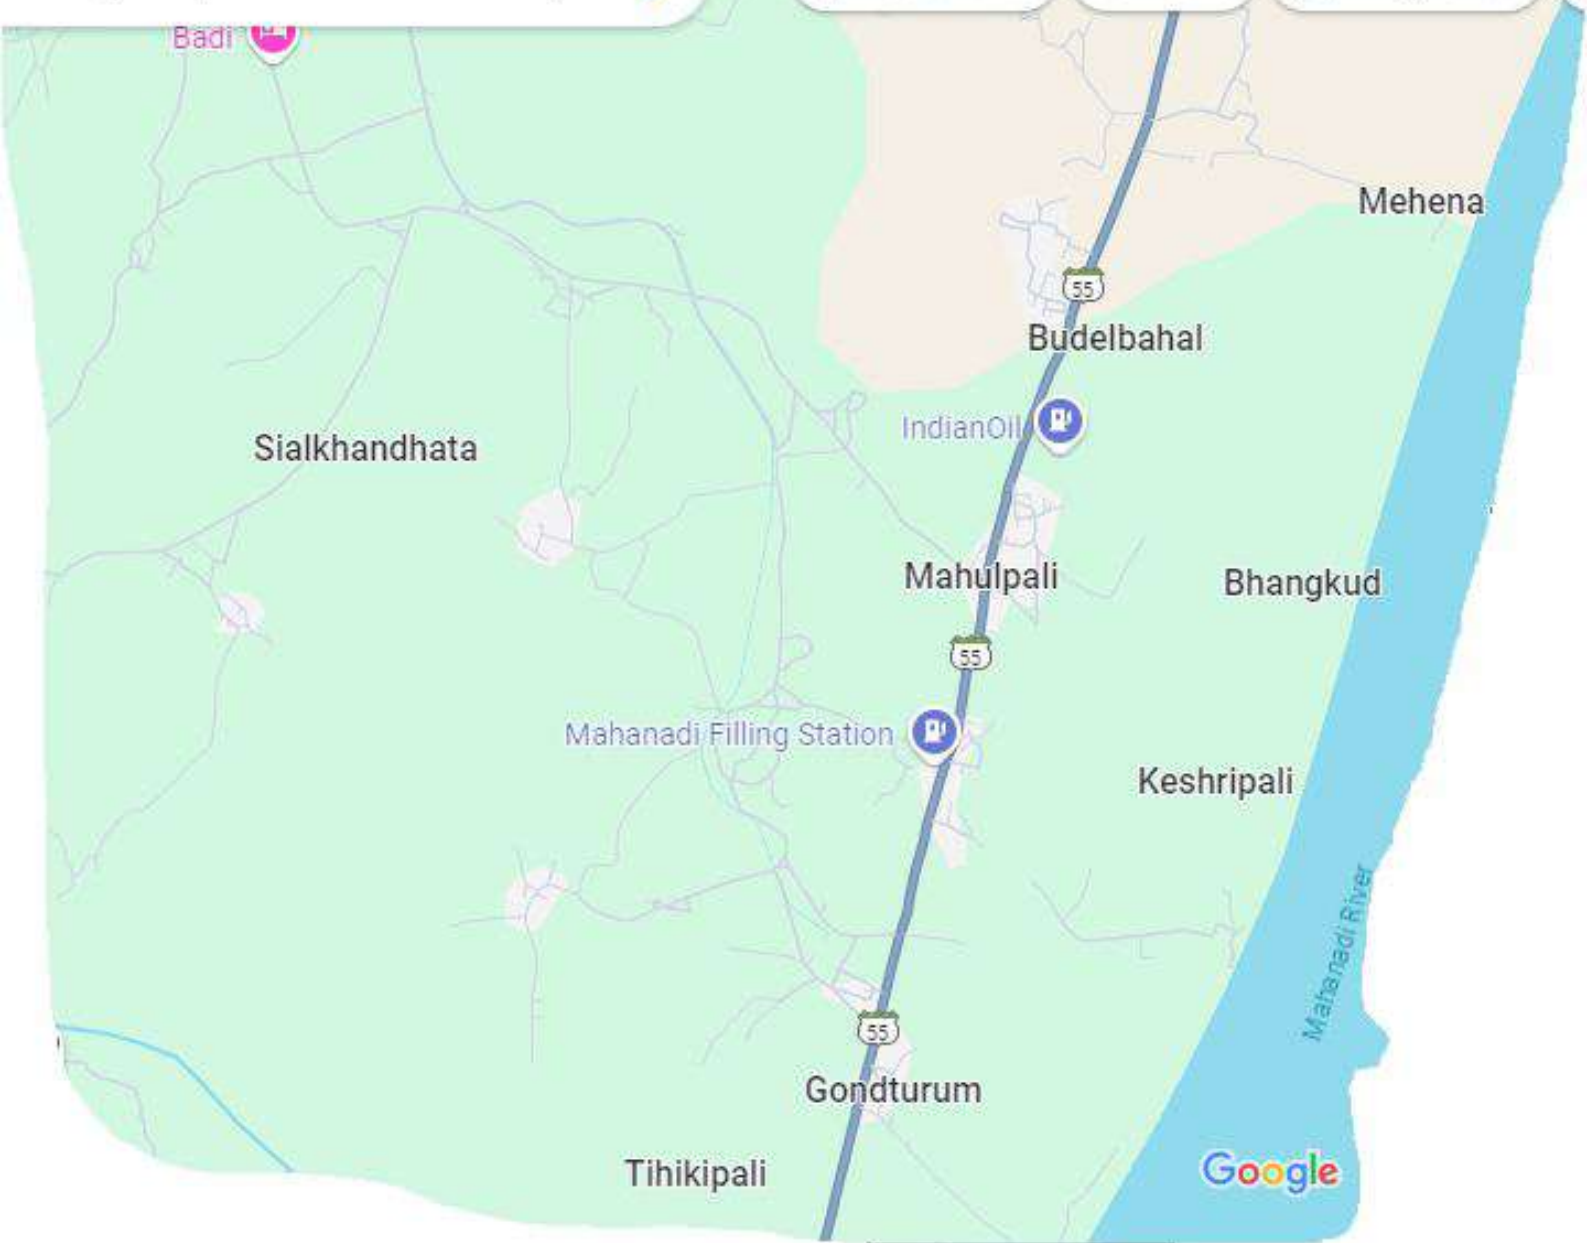 Badi
Mehena
55
Budelbahal
IndianOil
Sialkhandhata
Mahulpali
Bhangkud
55
Mahanadi Filling Station
Keshripali
Mahanadi River
55
Gondturum
Tihikipali
Google